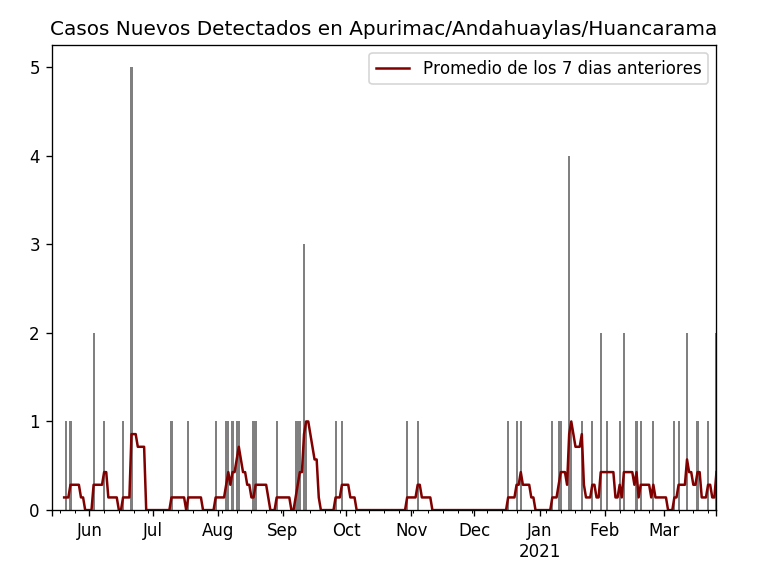 Casos Nuevos Detectados en Apurimac/Andahuaylas/Huancarama
Promedio de los 7 dias anteriores
5
4
3
2
1
0
Jun Jul Aug Sep Oct Nov Dec Jan Feb Mar
2021